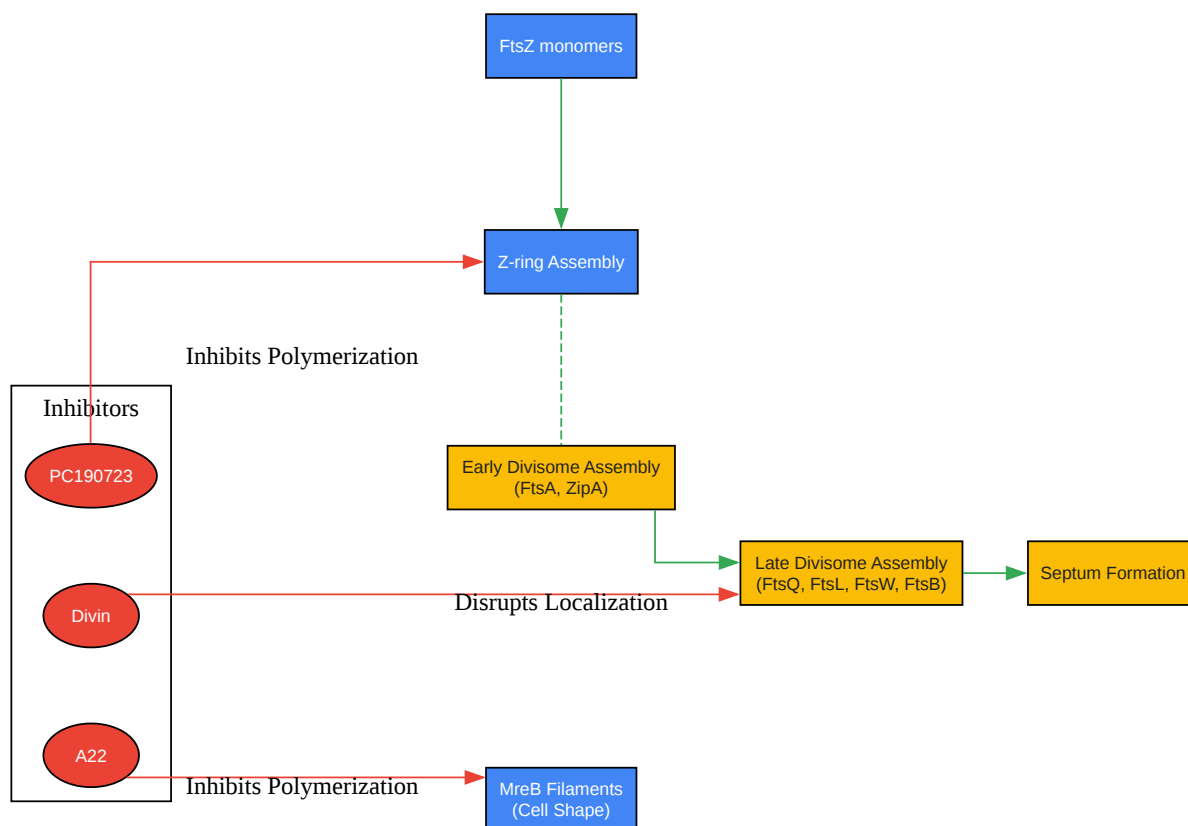 FtsZ monomers
Z-ring Assembly
Inhibits Polymerization
Inhibitors
PC190723
Early Divisome Assembly
(FtsA, ZipA)
Late Divisome Assembly
(FtsQ, FtsL, FtsW, FtsB)
Septum Formation
Divin
Disrupts Localization
A22
Inhibits Polymerization
MreB Filaments
(Cell Shape)